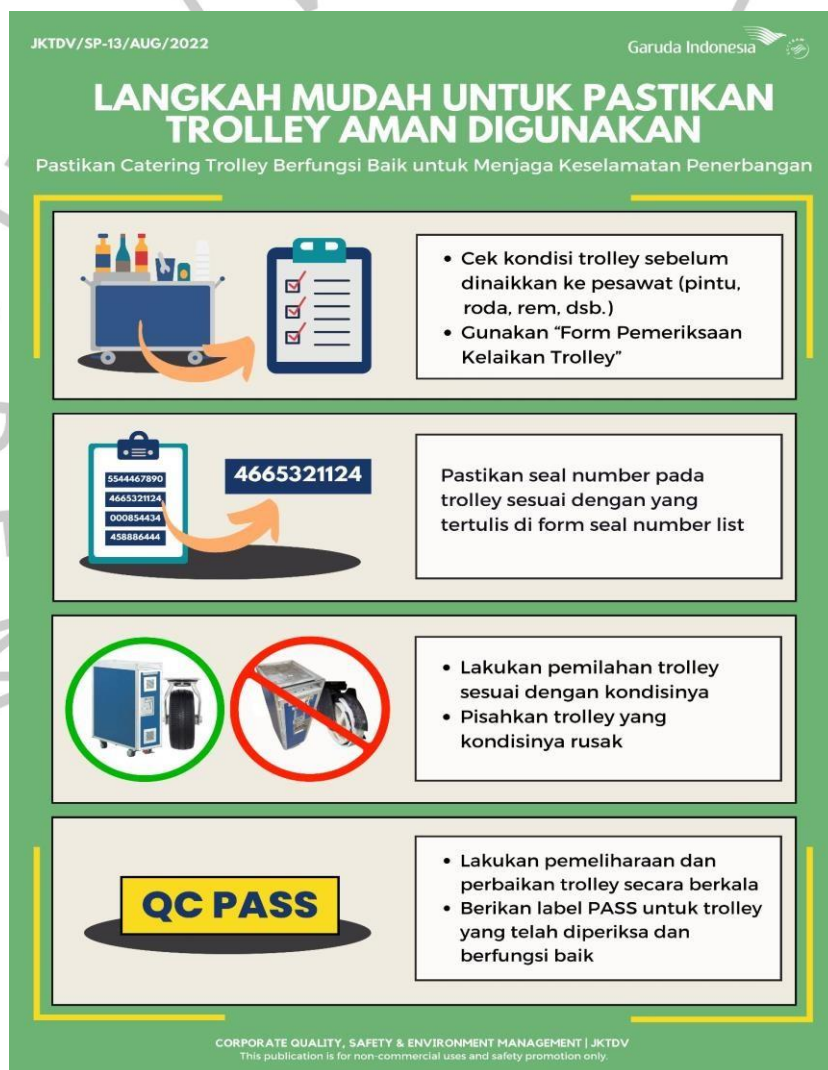 JKTDV/SP-13/AUG/2022
Garuda Indonesia
LANGKAH MUDAH UNTUK PASTIKAN
TROLLEY AMAN DIGUNAKAN
Pastikan Catering Trolley Berfungsi Baik untuk Menjaga Keselamatan Penerbangan
• Cek kondisi trolley sebelum
dinaikkan ke pesawat (pintu,
roda, rem, dsb.)
• Gunakan “Form Pemeriksaan
Kelaikan Trolley”
5544467890
4665321124
000854434
458886444
4665321124
Pastikan seal number pada
trolley sesuai dengan yang
tertulis di form seal number list
• Lakukan pemilahan trolley
sesuai dengan kondisinya
• Pisahkan trolley yang
kondisinya rusak
QC PASS
• Lakukan pemeliharaan dan
perbaikan trolley secara berkala
• Berikan label PASS untuk trolley
yang telah diperiksa dan
berfungsi baik
CORPORATE QUALITY, SAFETY & ENVIRONMENT MANAGEMENT | JKTDV
This publication is for non-commercial uses and safety promotion only.